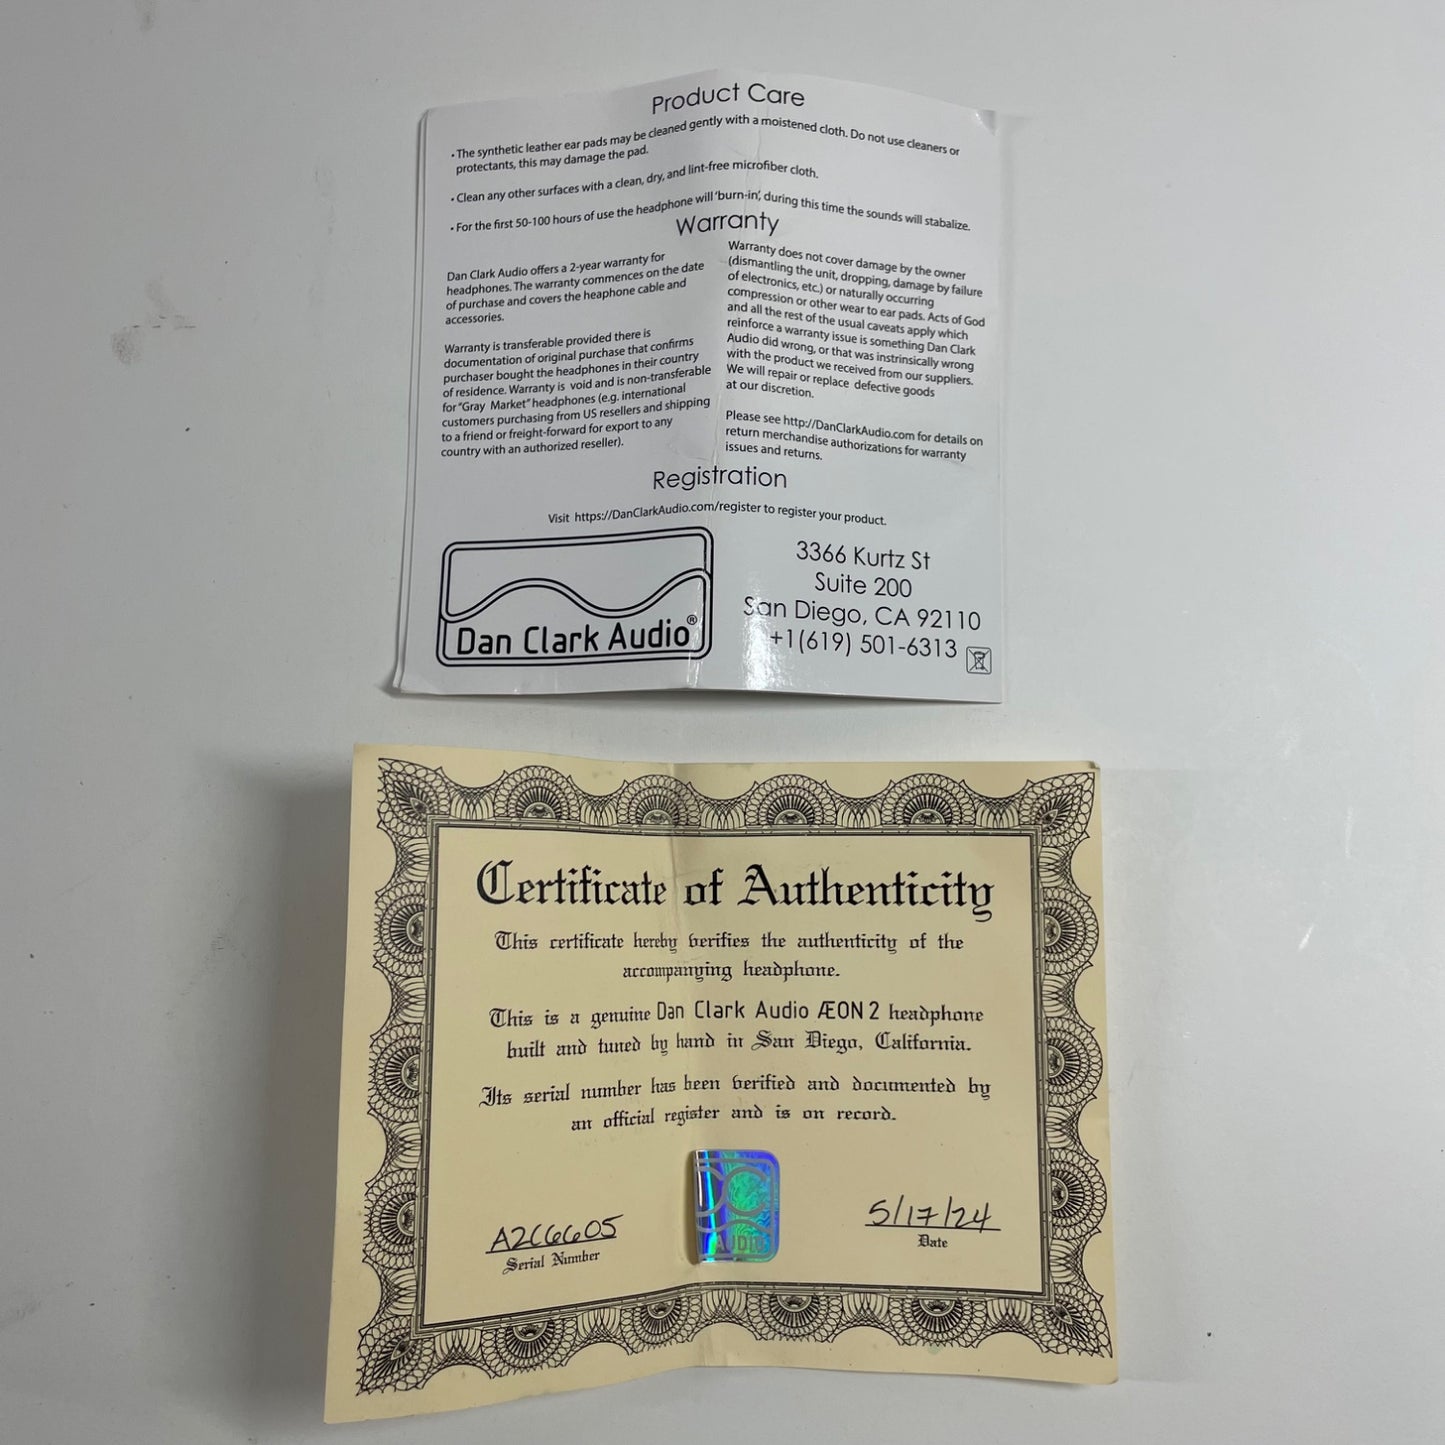 Product Care
• The synthetic leather ear pads may be cleaned gently with a moistened cloth. Do not use cleaners or
protectants, this may damage the pad.
• Clean any other surfaces with a clean, dry, and lint-free microfiber cloth.
• For the first 50-100 hours of use the headphone will 'burn-in', during this time the sounds will stabalize.
Warranty
Dan Clark Audio offers a 2-year warranty for
headphones. The warranty commences on the date
of purchase and covers the heaphone cable and
accessories.
Warranty is transferable provided there is
documentation of original purchase that confirms
purchaser bought the headphones in their country
of residence. Warranty is void and is non-transferable
for "Gray Market" headphones (e.g. international
customers purchasing from US resellers and shipping
to a friend or freight-forward for export to any
country with an authorized reseller).
Warranty does not cover damage by the owner
(dismantling the unit, dropping, damage by failure
of electronics, etc.) or naturally occurring
compression or other wear to ear pads. Acts of God
and all the rest of the usual caveats apply which
reinforce a warranty issue is something Dan Clark
Audio did wrong, or that was instrinsically wrong
with the product we received from our suppliers.
We will repair or replace defective goods
at our discretion.
Please see http://DanClarkAudio.com for details on
return merchandise authorizations for warranty
issues and returns.
Registration
Visit https://DanClarkAudio.com/register to register your product.
Dan Clark Audio®
3366 Kurtz St
Suite 200
San Diego, CA 92110
+1(619) 501-6313
Certificate of Authenticity
This certificate hereby verifies the authenticity of the
accompanying headphone.
This is a genuine Dan Clark Audio ÆON 2 headphone
built and tuned by hand in San Diego, California.
Its serial number has been verified and documented by
an official register and is on record.
A2C6605
Serial Number
AUDIO
5/17/24
Date